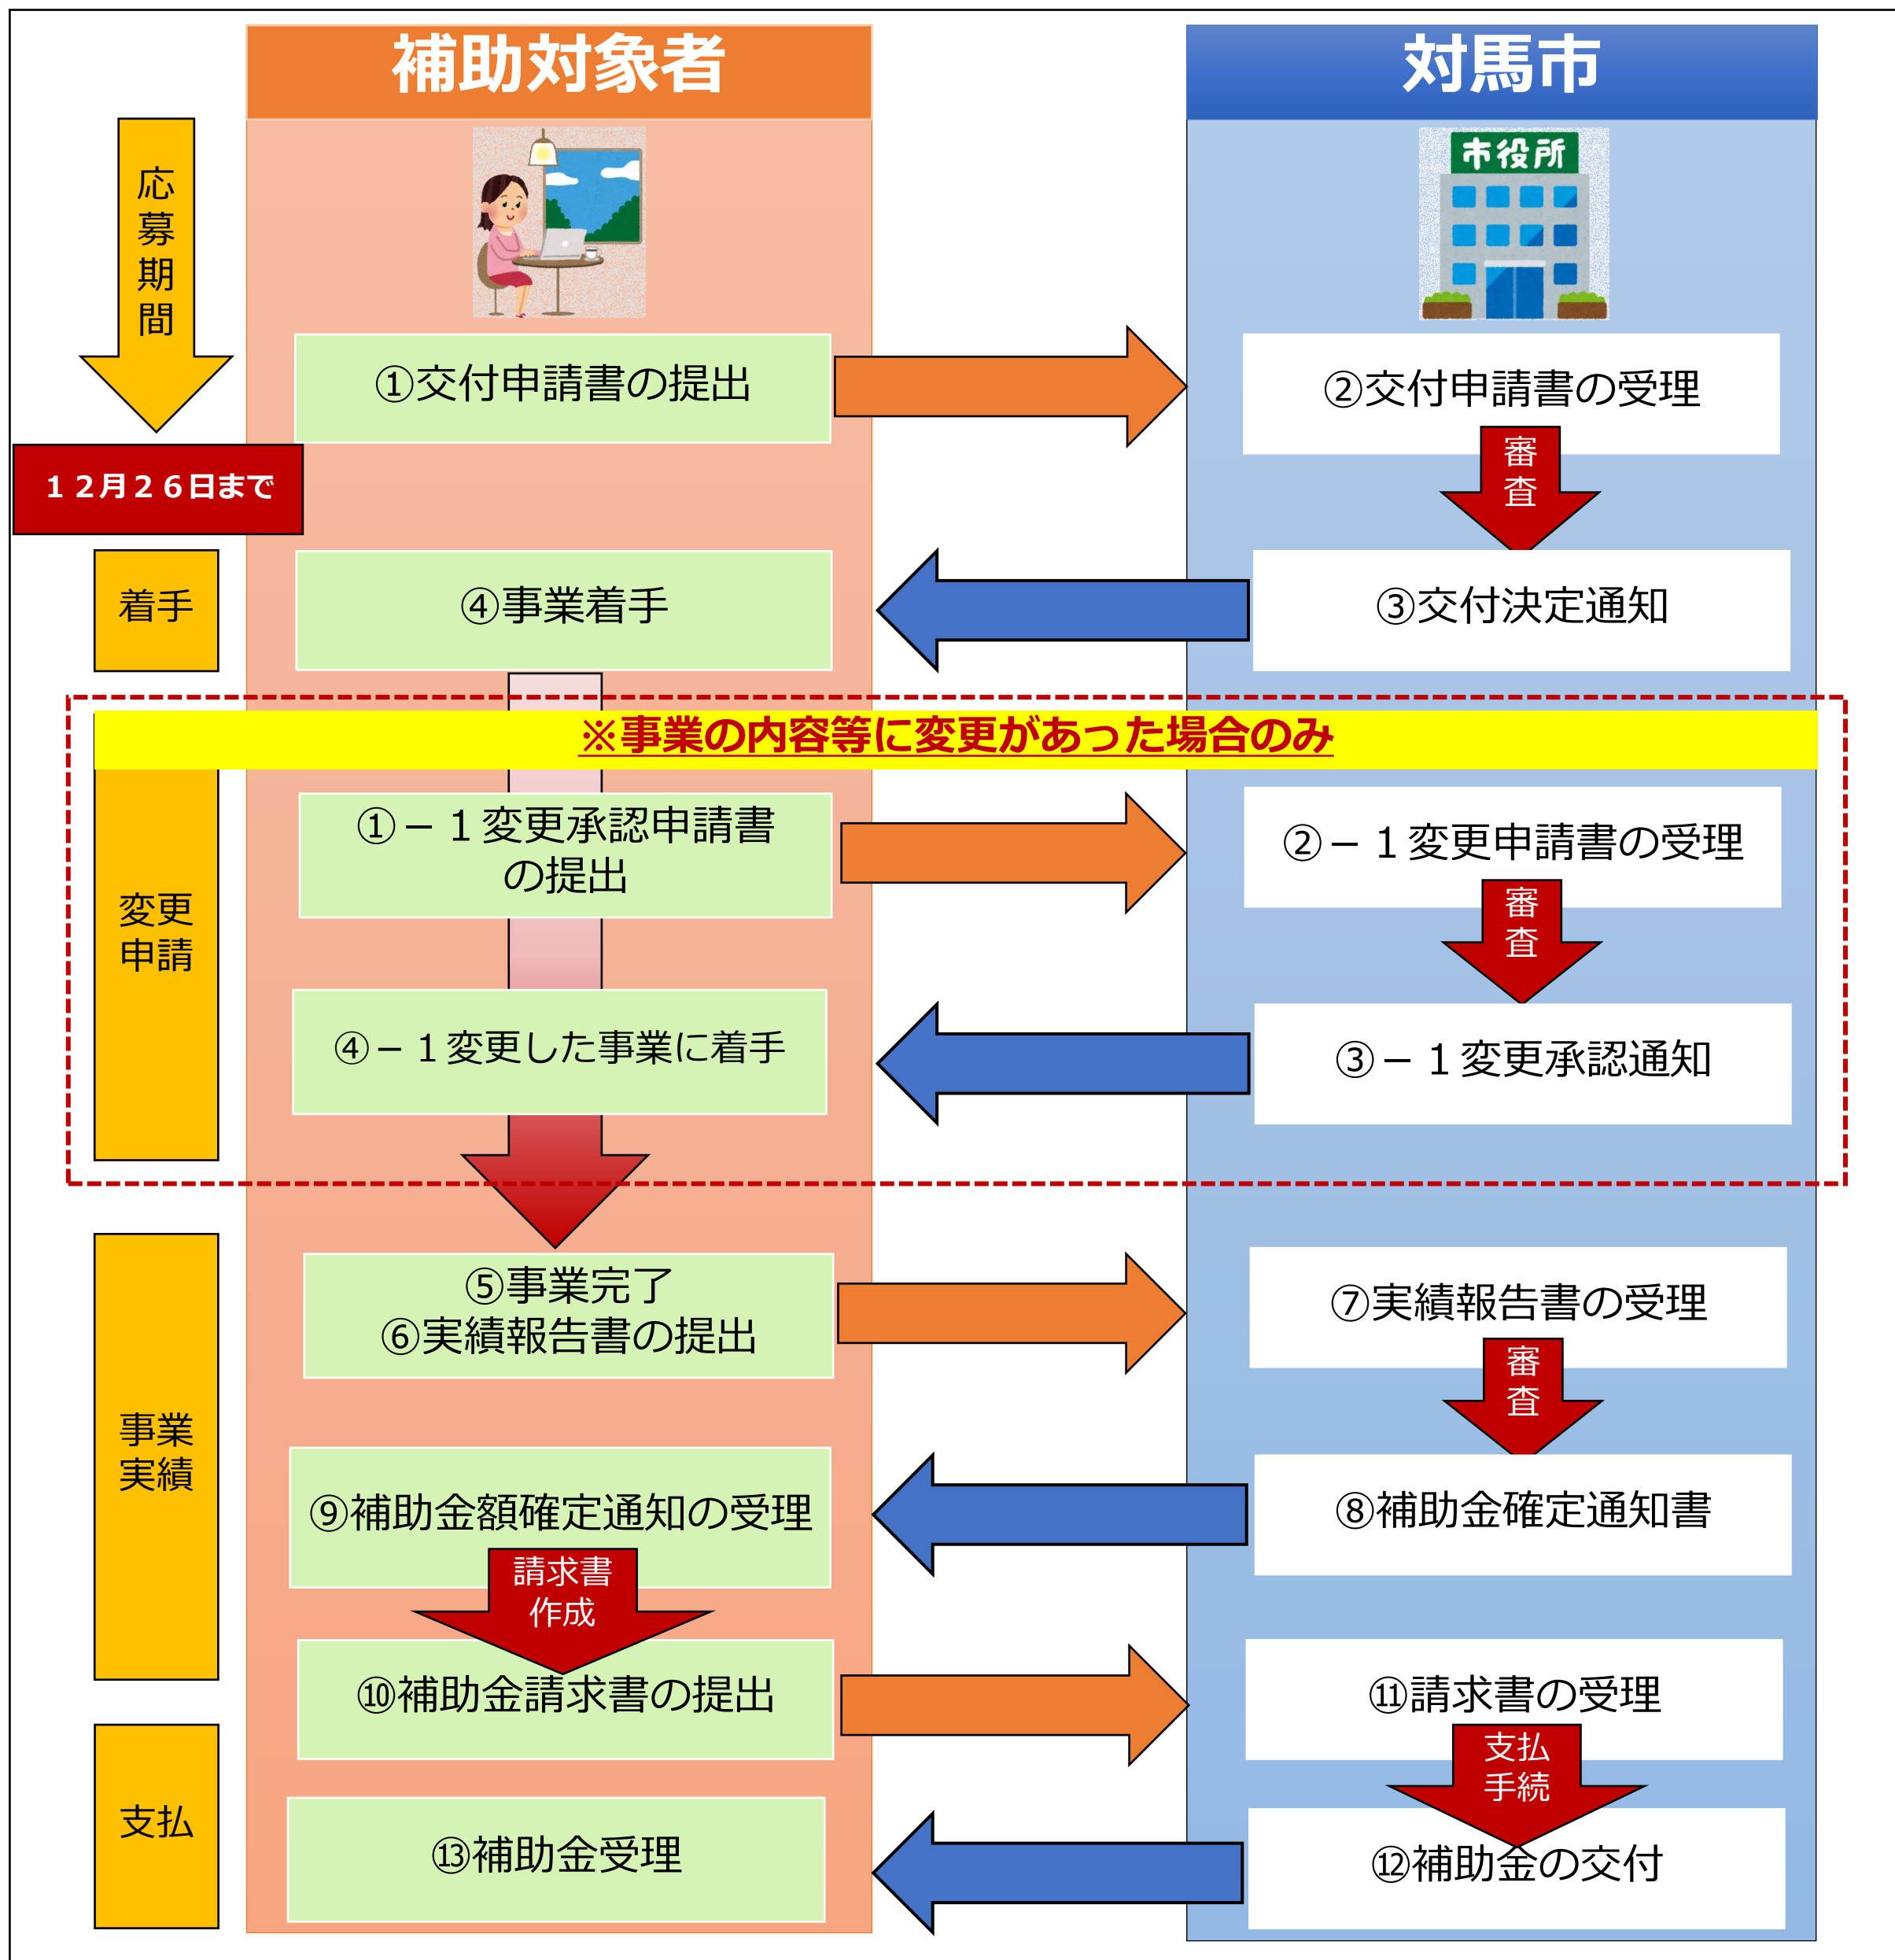 補助対象者
対馬市
市役所
応
募
期
間
①交付申請書の提出
②交付申請書の受理
審
査
１２月２６日まで
着手
④事業着手
③交付決定通知
※事業の内容等に変更があった場合のみ
変更
申請
①－１変更承認申請書
の提出
②－１変更申請書の受理
審
査
④－１変更した事業に着手
③－１変更承認通知
事業
実績
⑤事業完了
⑥実績報告書の提出
⑦実績報告書の受理
審
査
⑨補助金額確定通知の受理
⑧補助金確定通知書
請求書
作成
⑩補助金請求書の提出
⑪請求書の受理
支払
手続
支払
⑬補助金受理
⑫補助金の交付